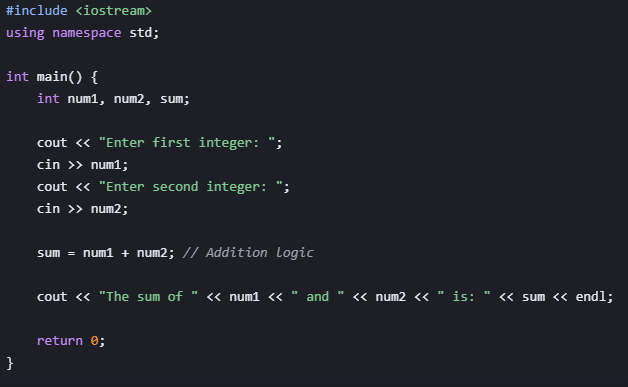 #include <iostream>
using namespace std;

int main() {
    int num1, num2, sum;

    cout << "Enter first integer: ";
    cin >> num1;
    cout << "Enter second integer: ";
    cin >> num2;

    sum = num1 + num2; // Addition logic

    cout << "The sum of " << num1 << " and " << num2 << " is: " << sum << endl;

    return 0;
}